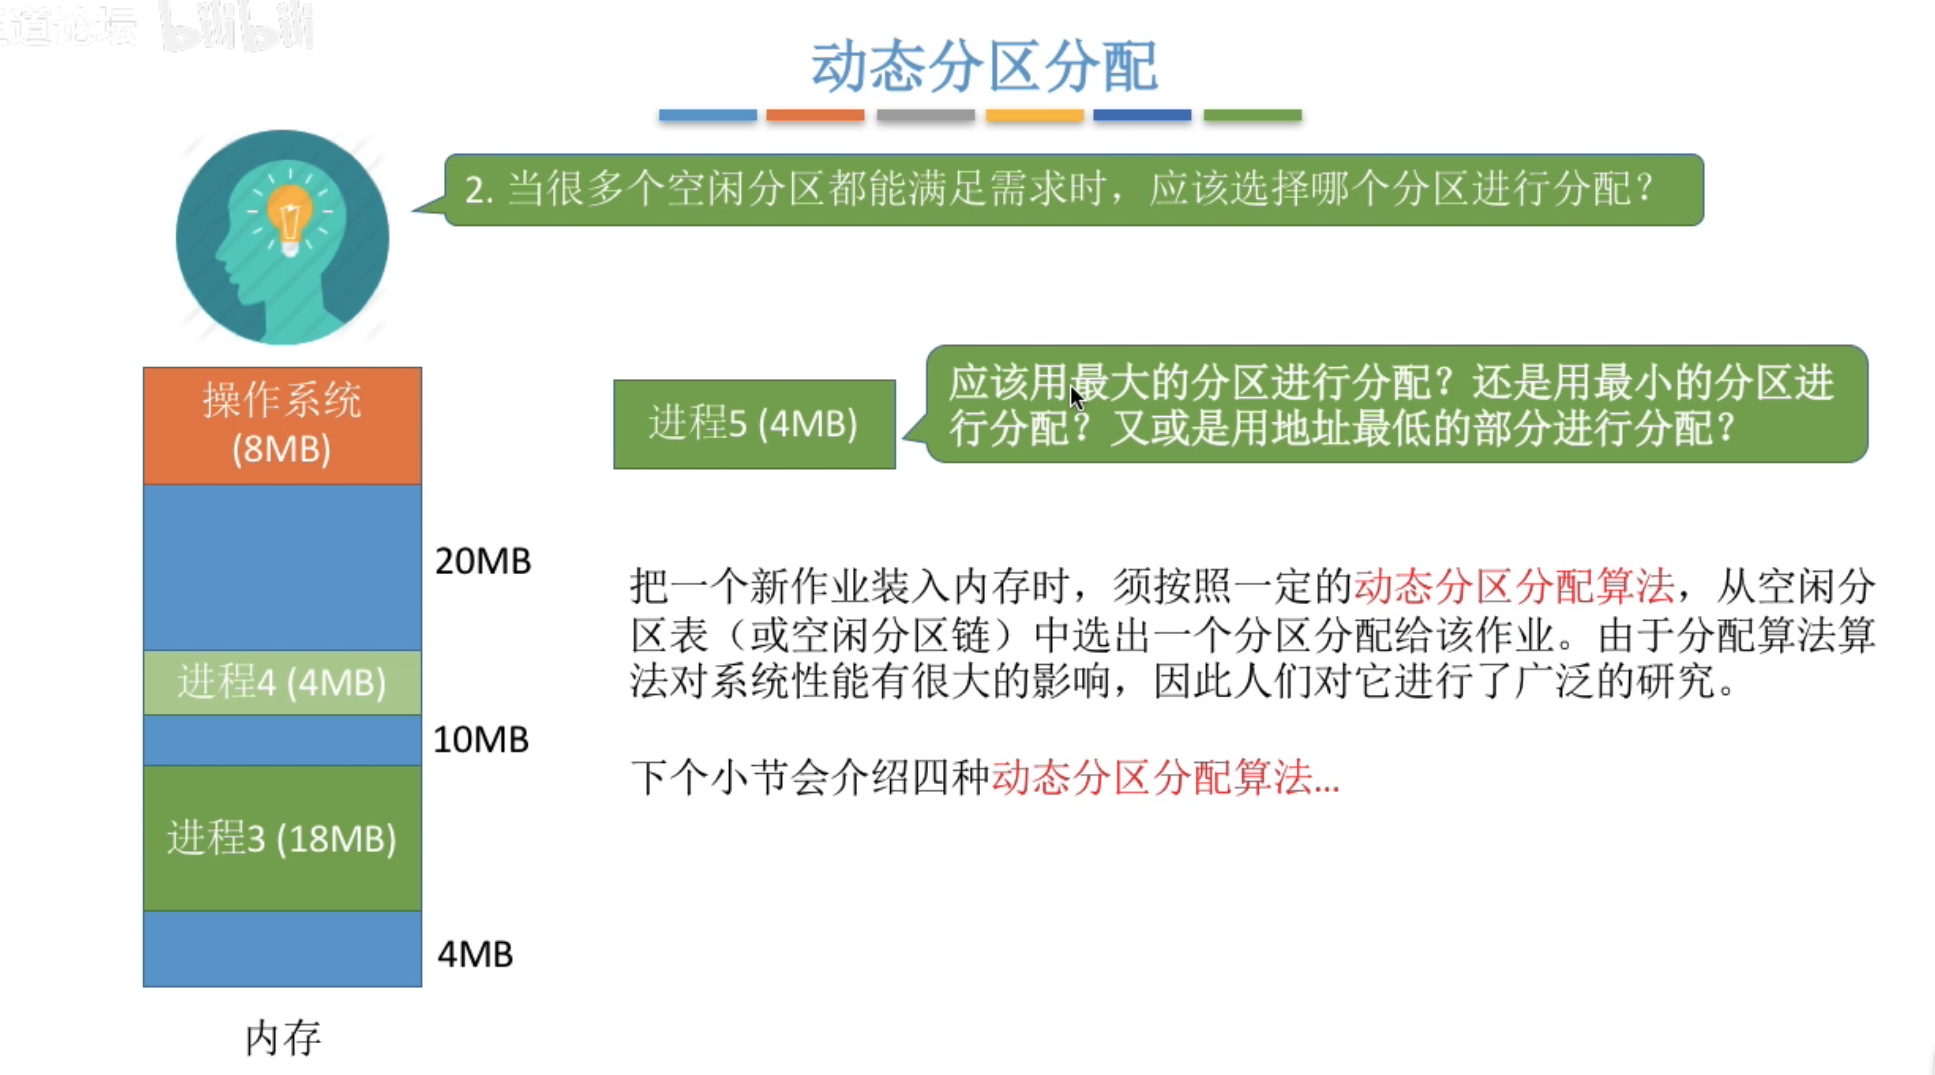 道论坛 bilibili
动态分区分配
2. 当很多个空闲分区都能满足需求时，应该选择哪个分区进行分配？
操作系统
(8MB)
20MB
进程4 (4MB)
10MB
进程3 (18MB)
4MB
内存
进程5 (4MB)
应该用最大的分区进行分配？还是用最小的分区进
行分配？又或是用地址最低的部分进行分配？
把一个新作业装入内存时，须按照一定的动态分区分配算法，从空闲分
区表（或空闲分区链）中选出一个分区分配给该作业。由于分配算法算
法对系统性能有很大的影响，因此人们对它进行了广泛的研究。
下个小节会介绍四种动态分区分配算法...